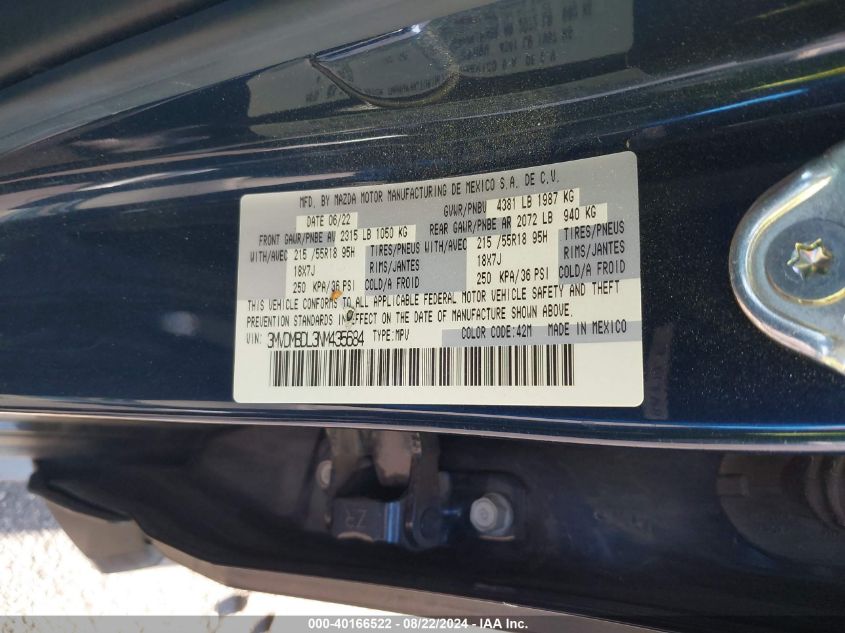 MFD. BY MAZDA MOTOR MANUFACTURING DE MEXICO S.A. DE C.V.
DATE 06/22 GVWR/PNBV 4381 LB 1987 KG
FRONT GAWR/PNBE AV 2315 LB 1050 KG REAR GAWR/PNBE AR 2072 LB 940 KG
WITH/AVEC 215 /55R18 95H TIRES/PNEUS WITH/AVEC 215 /55R18 95H TIRES/PNEUS
18X7J RIMS/JANTES 18X7J RIMS/JANTES
250 KPA/36 PSI COLD/A FROID 250 KPA/36 PSI COLD/A FROID
THIS VEHICLE CONFORMS TO ALL APPLICABLE FEDERAL MOTOR VEHICLE SAFETY AND THEFT
PREVENTION STANDARDS IN EFFECT ON THE DATE OF MANUFACTURE SHOWN ABOVE.
VIN: 3MVDMBDL3NM435684 TYPE:MPV COLOR CODE:42M MADE IN MEXICO
000-40166522 - 08/22/2024 - IAA Inc.